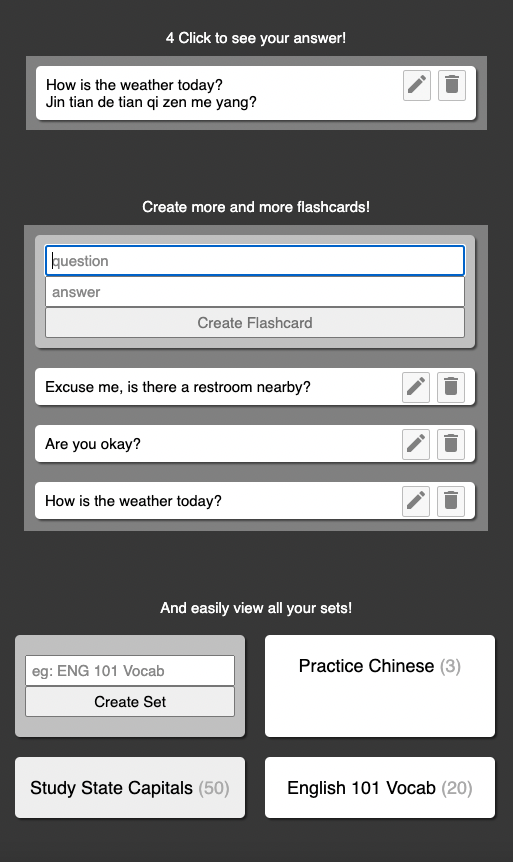 4 Click to see your answer!
How is the weather today?
Jin tian de tian qi zen me yang?
Create more and more flashcards!
question
answer
Create Flashcard
Excuse me, is there a restroom nearby?
Are you okay?
How is the weather today?
And easily view all your sets!
eg: ENG 101 Vocab
Create Set
Practice Chinese (3)
Study State Capitals (50)
English 101 Vocab (20)